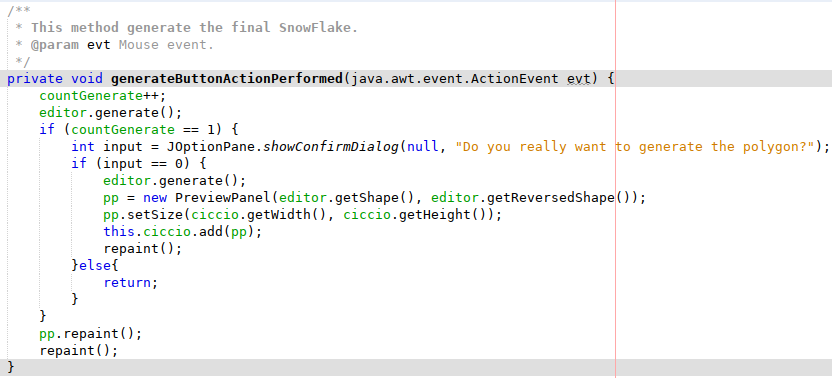 /**
 * This method generate the final SnowFlake.
 * @param evt Mouse event.
 */
private void generateButtonActionPerformed(java.awt.event.ActionEvent evt) {
    countGenerate++;
    editor.generate();
    if (countGenerate == 1) {
        int input = JOptionPane.showConfirmDialog(null, "Do you really want to generate the polygon?");
        if (input == 0) {
            editor.generate();
            pp = new PreviewPanel(editor.getShape(), editor.getReversedShape());
            pp.setSize(ciccio.getWidth(), ciccio.getHeight());
            this.ciccio.add(pp);
            repaint();
        }else{
            return;
        }
    }
    pp.repaint();
    repaint();
}